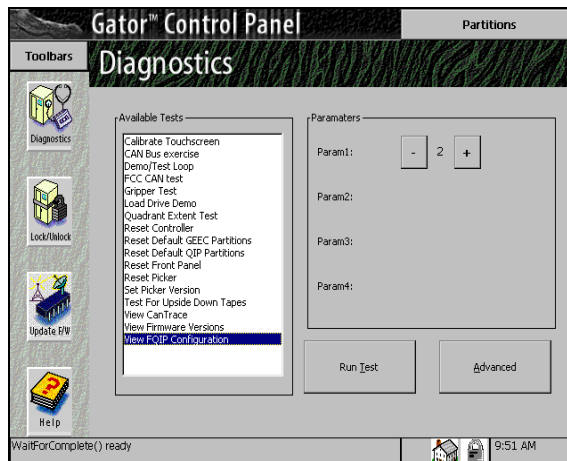 Gator™ Control Panel
Partitions
Toolbars
Diagnostics
Diagnostics
Lock/Unlock
Update F/W
Help
Available Tests
Calibrate Touchscreen
CAN Bus exercise
Demo/Test Loop
FCC CAN test
Gripper Test
Load Drive Demo
Quadrant Extent Test
Reset Controller
Reset Default GEEC Partitions
Reset Default QIP Partitions
Reset Front Panel
Reset Picker
Set Picker Version
Test For Upside Down Tapes
View CanTrace
View Firmware Versions
View FQIP Configuration
Paramaters
Param1: - 2 +
Param2:
Param3:
Param4:
Run Test
Advanced
WaitForComplete() ready
9:51 AM